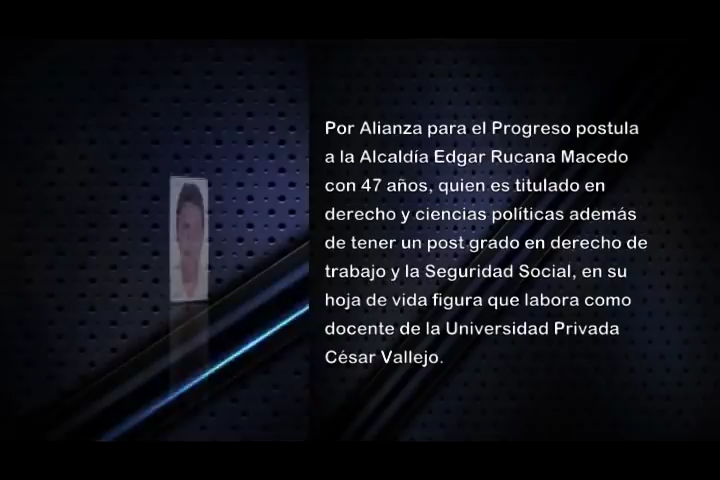 Por Alianza para el Progreso postula
a la Alcaldía Edgar Rucana Macedo
con 47 años, quien es titulado en
derecho y ciencias políticas además
de tener un post grado en derecho de
trabajo y la Seguridad Social, en su
hoja de vida figura que labora como
docente de la Universidad Privada
César Vallejo.